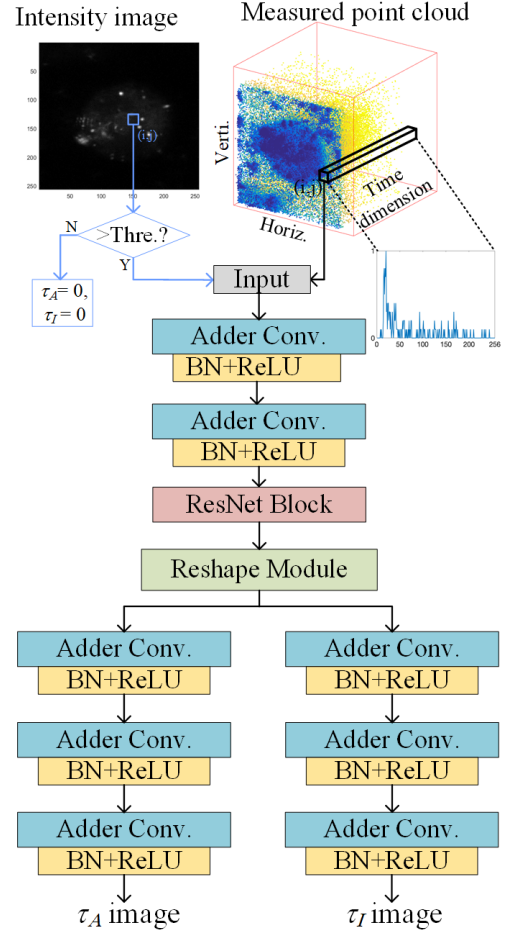 Intensity image
Measured point cloud
50
100
150
200
250
50 100 150 200 250
(i,j)
Verti.
Horiz.
(i,j)
Time
dimension
N
>Thre.?
Y
τA= 0,
τI = 0
Input
1
0
0 50 100 150 200 256
Adder Conv.
BN+ReLU
Adder Conv.
BN+ReLU
ResNet Block
Reshape Module
Adder Conv.
BN+ReLU
Adder Conv.
BN+ReLU
Adder Conv.
BN+ReLU
τA image
Adder Conv.
BN+ReLU
Adder Conv.
BN+ReLU
Adder Conv.
BN+ReLU
τI image